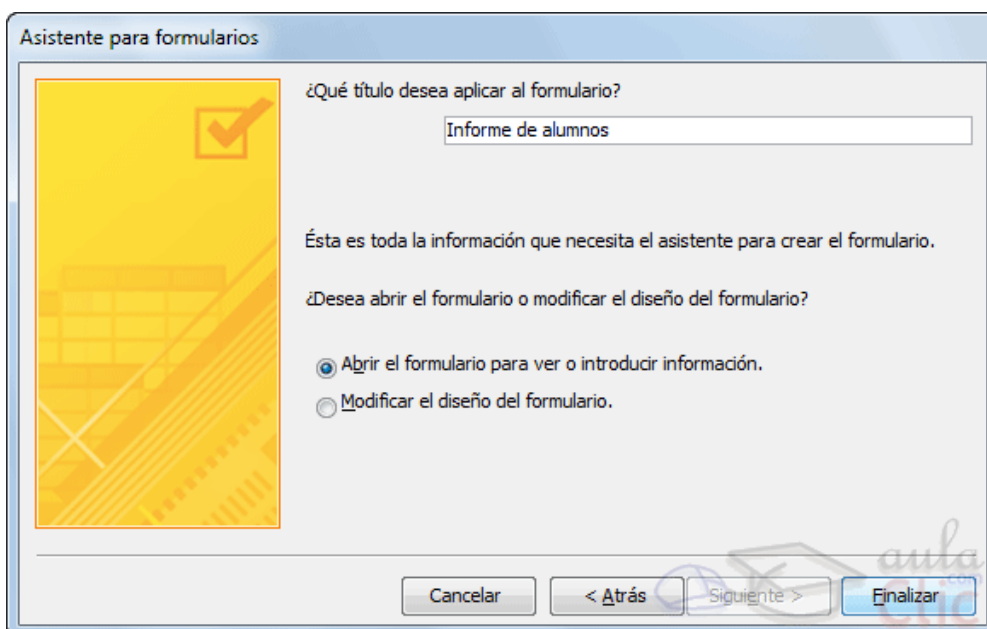 Asistente para formularios
¿Qué título desea aplicar al formulario?
Informe de alumnos
Ésta es toda la información que necesita el asistente para crear el formulario.
¿Desea abrir el formulario o modificar el diseño del formulario?
Abrir el formulario para ver o introducir información.
Modificar el diseño del formulario.
Cancelar < Atrás Siguiente > Finalizar
aula
.com
Clic